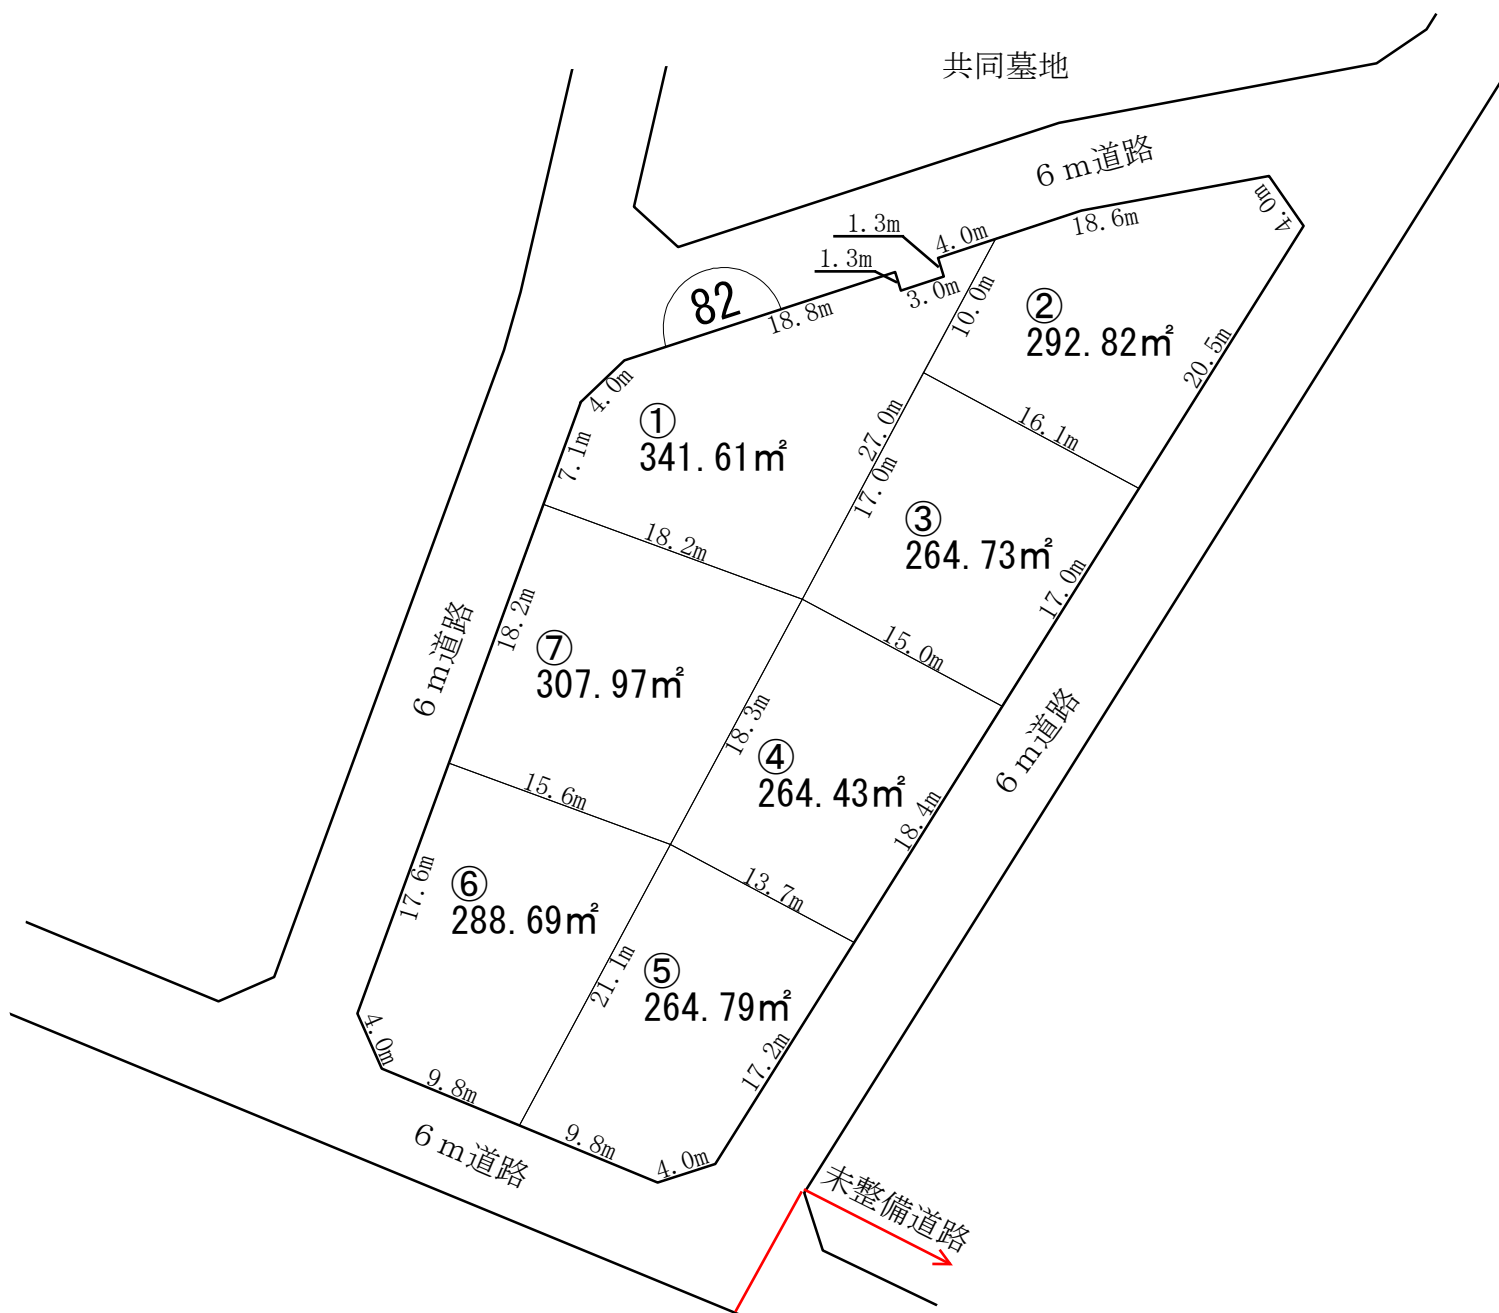 共同墓地
６ｍ道路
1.3m
4.0m
18.6m
4.0m
1.3m
3.0m
82
18.8m
10.0m
②
292.82㎡
20.5m
4.0m
①
341.61㎡
7.1m
27.0m
16.1m
17.0m
③
264.73㎡
18.2m
17.0m
６ｍ道路
18.2m
⑦
307.97㎡
15.0m
18.3m
④
264.43㎡
18.4m
６ｍ道路
15.6m
13.7m
17.6m
⑥
288.69㎡
21.1m
⑤
264.79㎡
17.2m
4.0m
9.8m
9.8m
4.0m
６ｍ道路
未整備道路